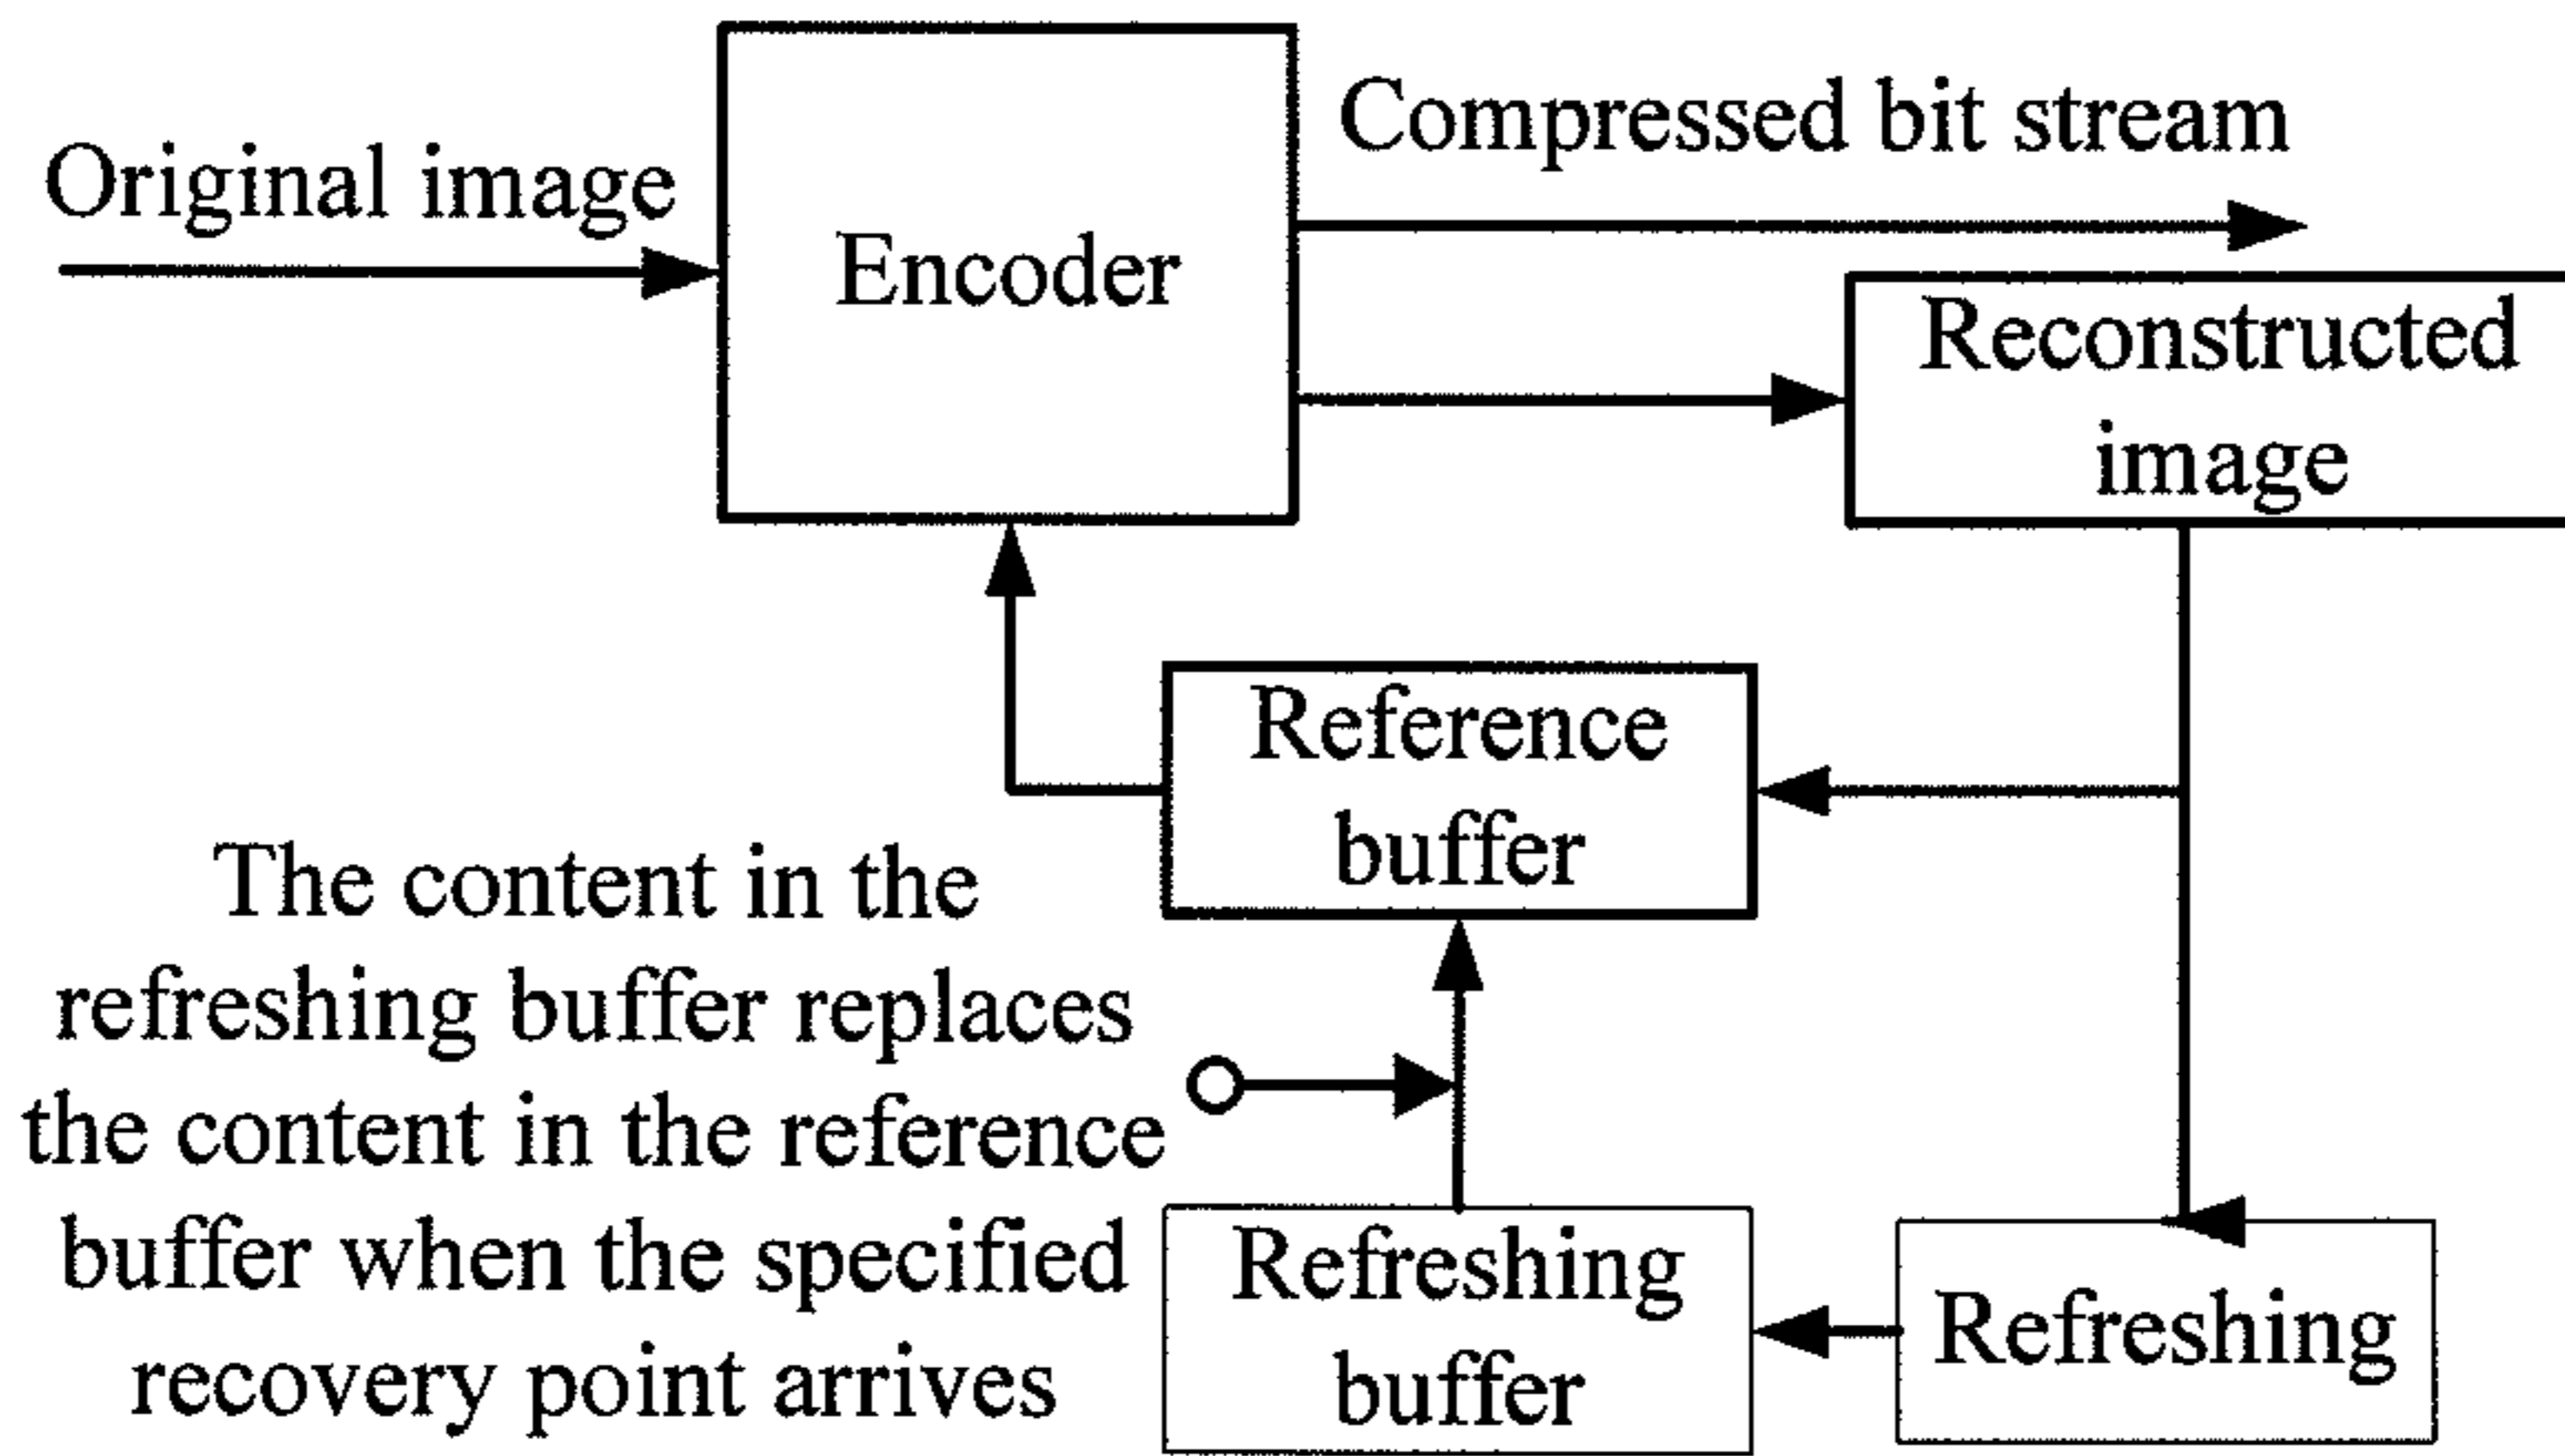 Original image
Encoder
Compressed bit stream
Reconstructed
image
Reference
buffer
The content in the
refreshing buffer replaces
the content in the reference
buffer when the specified
recovery point arrives
Refreshing
buffer
Refreshing